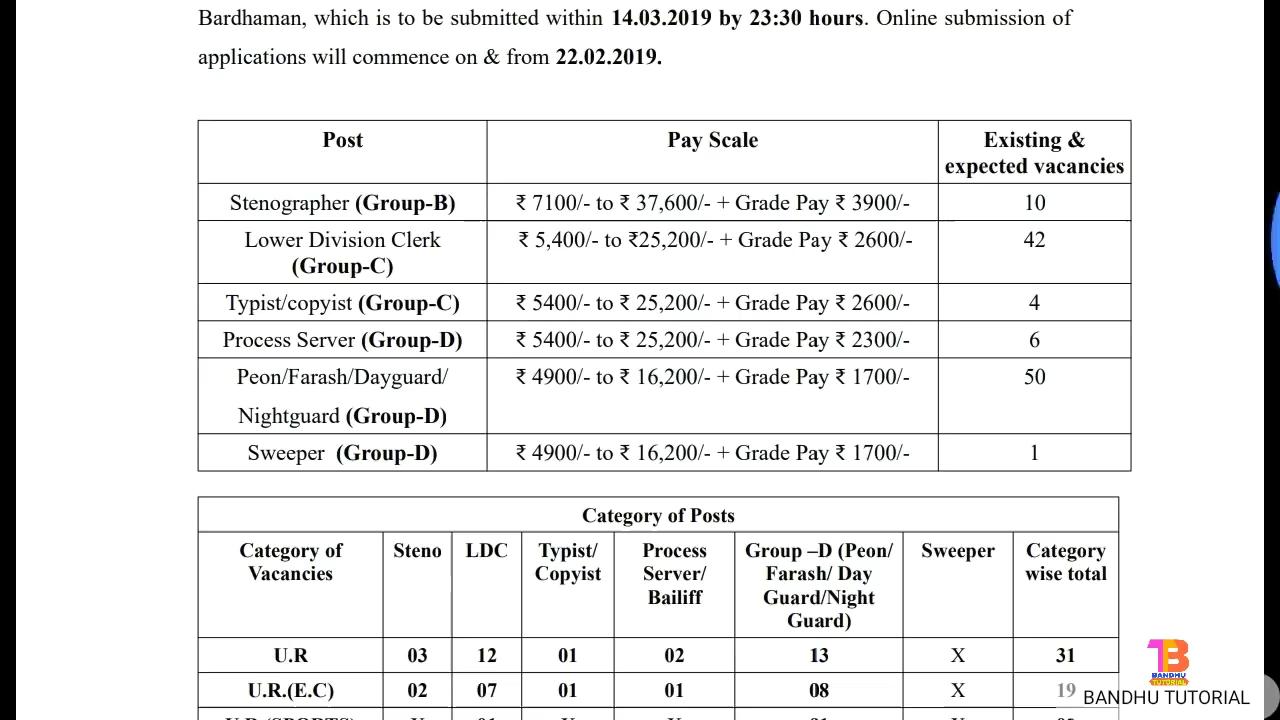 Bardhaman, which is to be submitted within 14.03.2019 by 23:30 hours. Online submission of
applications will commence on & from 22.02.2019.
Post Pay Scale Existing &
expected vacancies
Stenographer (Group-B) ₹ 7100/- to ₹ 37,600/- + Grade Pay ₹ 3900/- 10
Lower Division Clerk ₹ 5,400/- to ₹25,200/- + Grade Pay ₹ 2600/- 42
(Group-C)
Typist/copyist (Group-C) ₹ 5400/- to ₹ 25,200/- + Grade Pay ₹ 2600/- 4
Process Server (Group-D) ₹ 5400/- to ₹ 25,200/- + Grade Pay ₹ 2300/- 6
Peon/Farash/Dayguard/ ₹ 4900/- to ₹ 16,200/- + Grade Pay ₹ 1700/- 50
Nightguard (Group-D)
Sweeper (Group-D) ₹ 4900/- to ₹ 16,200/- + Grade Pay ₹ 1700/- 1
Category of Posts
Category of Steno LDC Typist/ Process Group –D (Peon/ Sweeper Category
Vacancies Copyist Server/ Farash/ Day wise total
Bailiff Guard/Night
Guard)
U.R 03 12 01 02 13 X 31
U.R.(E.C) 02 07 01 01 08 X 19
BANDHU
TUTORIAL
BANDHU TUTORIAL